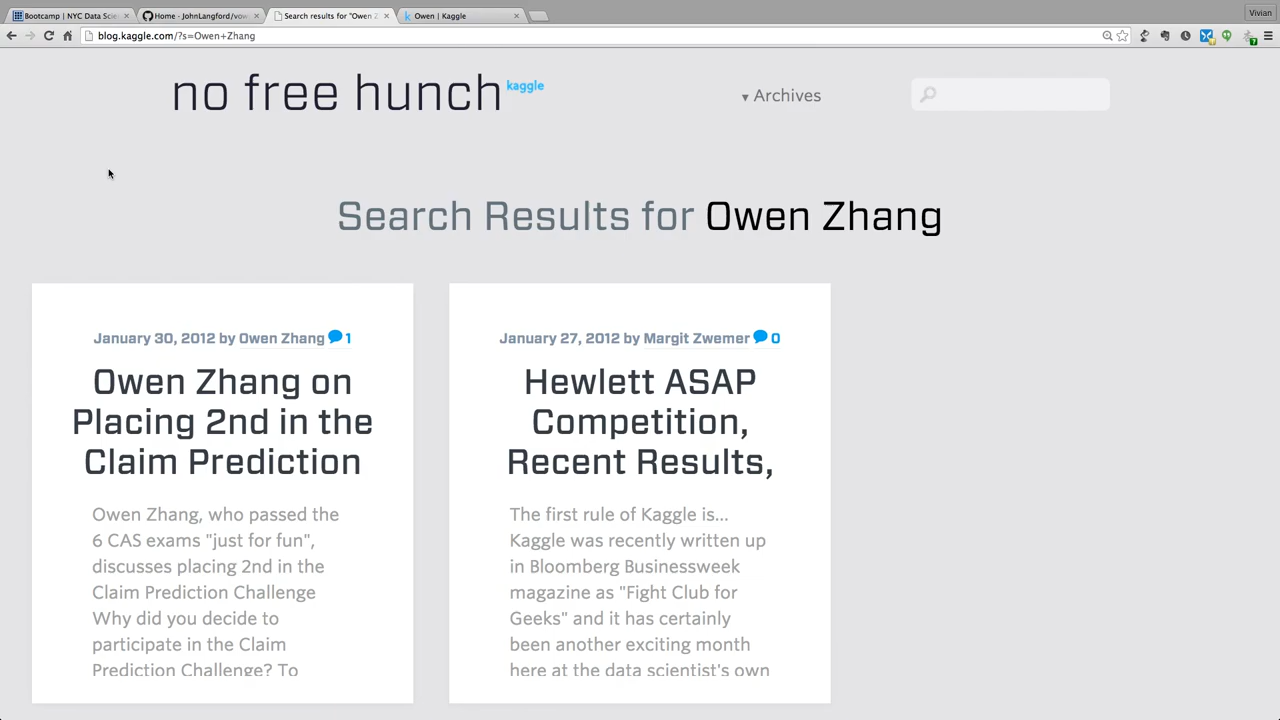 Bootcamp | NYC Data Scie
Home · JohnLangford/vow
Search results for "Owen Z
Owen | Kaggle
Vivian
blog.kaggle.com/?s=Owen+Zhang
no free hunch kaggle
▾ Archives
Search Results for Owen Zhang
January 30, 2012 by Owen Zhang 1
Owen Zhang on
Placing 2nd in the
Claim Prediction
Owen Zhang, who passed the
6 CAS exams "just for fun",
discusses placing 2nd in the
Claim Prediction Challenge
Why did you decide to
participate in the Claim
Prediction Challenge? To
January 27, 2012 by Margit Zwemer 0
Hewlett ASAP
Competition,
Recent Results,
The first rule of Kaggle is...
Kaggle was recently written up
in Bloomberg Businessweek
magazine as "Fight Club for
Geeks" and it has certainly
been another exciting month
here at the data scientist's own